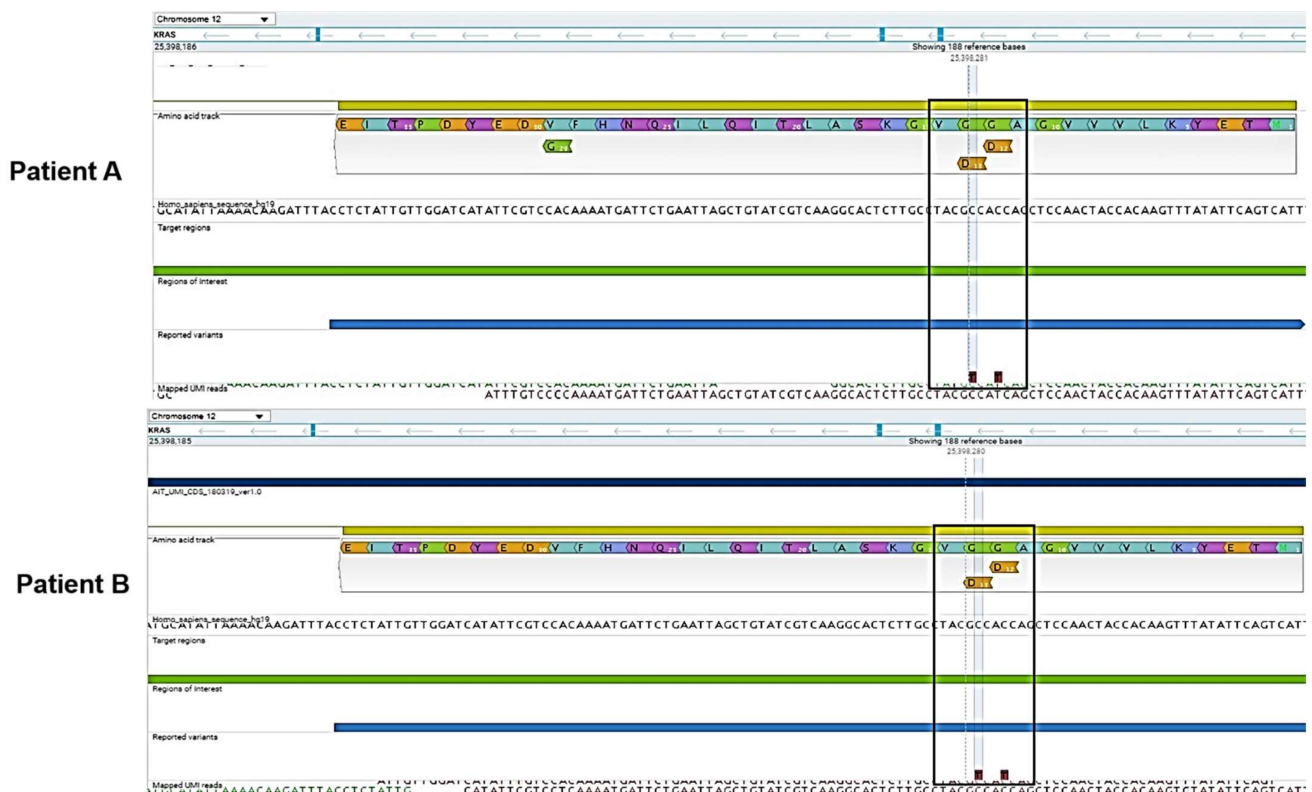 Chromosome 12
KRAS
25,398,186
Showing 188 reference bases
25,398,281
Amino acid track
E I T P D Y E D V F H N Q I L Q I T L A S K G V G G A G V V V L K Y E T M
G D
D
Patient A
Homo_sapiens_sequence_hg19
GCATATTAAAACAAGATTTACCTCTATTGTTGGATCATATTCGTCCACAAAATGATTCTGAATTAGCTGTATCGTCAAGGCACTCTTGCCTACGCCACCAGCTCCAACTACCACAAGTTTATATTCAGTCATT
Target regions
Regions of Interest
Reported variants
T T
Mapped UMI reads
ATTTGTCCCCAAAATGATTCTGAATTAGCTGTATCGTCAAGGCACTCTTGCCTACGCCATCAGCTCCAACTACCACAAGTTTATATTCAGTCATT
Chromosome 12
KRAS
25,398,185
Showing 188 reference bases
25,398,280
AIT_UMI_CDS_180319_ver1.0
Amino acid track
E I T P D Y E D V F H N Q I L Q I T L A S K G V G G A G V V V L K Y E T M
D
D
Patient B
Homo_sapiens_sequence_hg19
ATGCATATTAAAACAAGATTTACCTCTATTGTTGGATCATATTCGTCCACAAAATGATTCTGAATTAGCTGTATCGTCAAGGCACTCTTGCCTACGCCACCAGCTCCAACTACCACAAGTTTATATTCAGTCAT
Target regions
Regions of Interest
Reported variants
T T
Mapped UMI reads